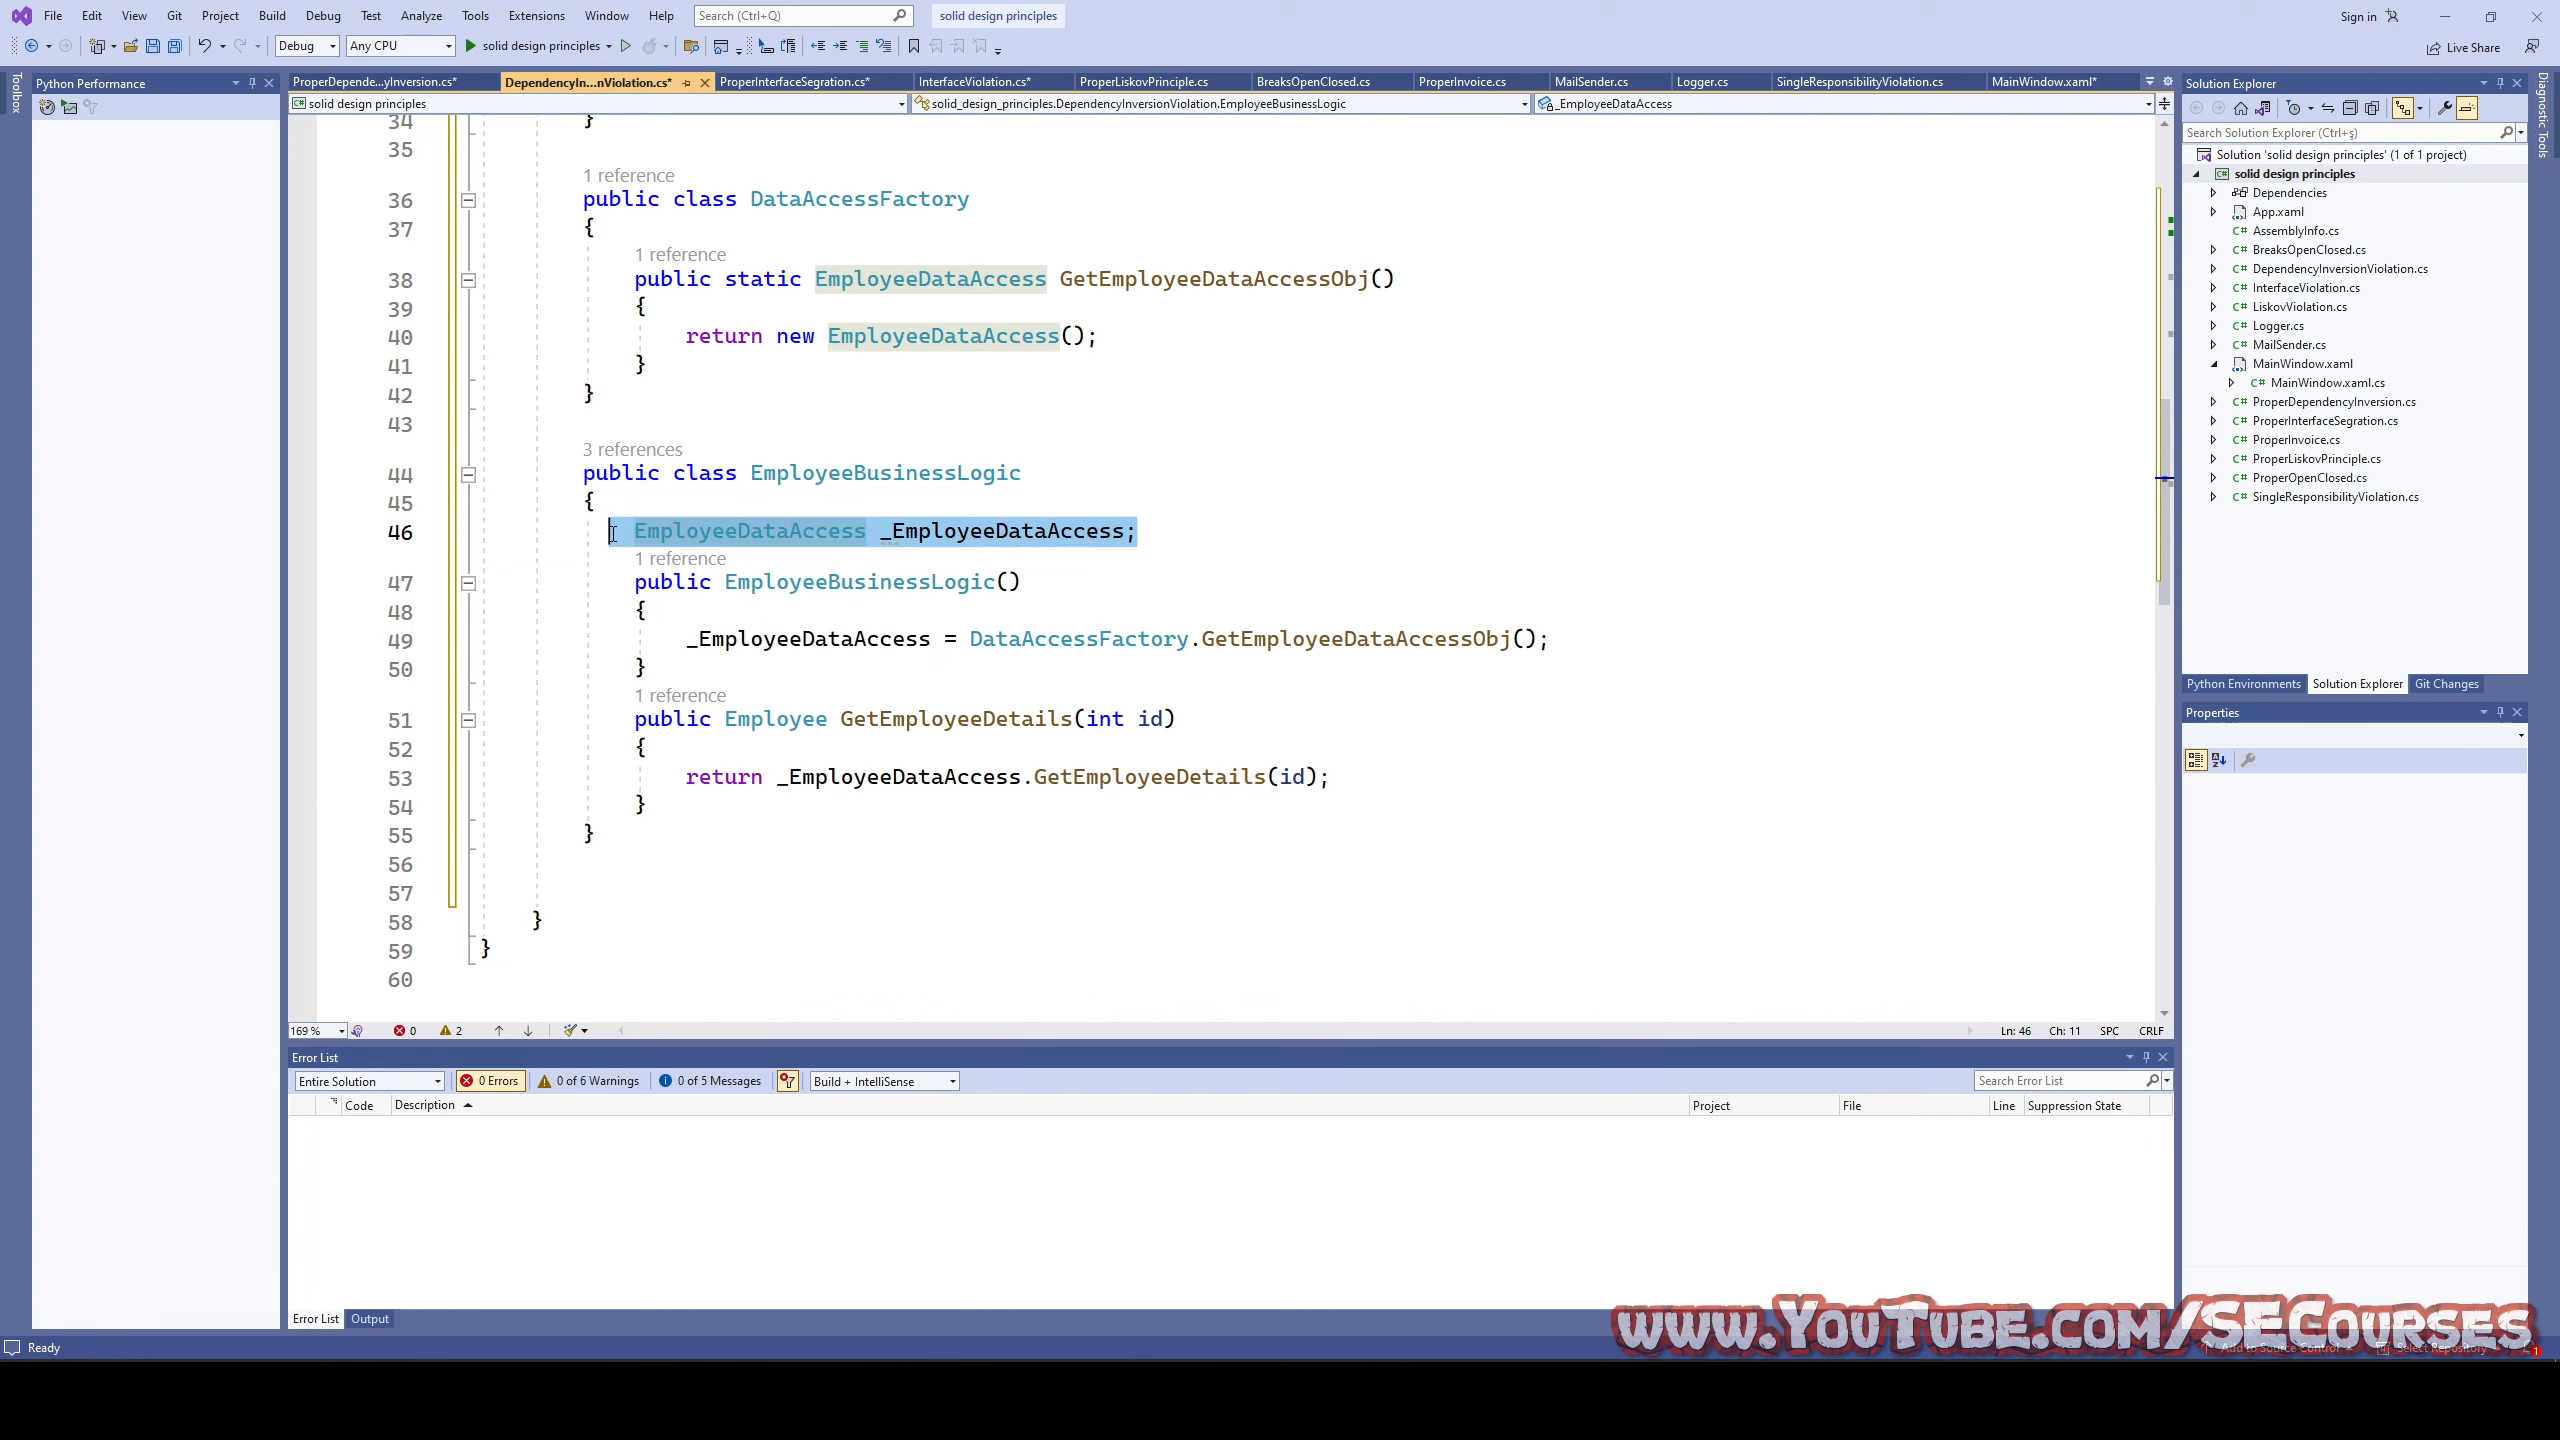 File Edit View Git Project Build Debug Test Analyze Tools Extensions Window Help Search (Ctrl+Q) solid design principles Sign in
Debug Any CPU solid design principles Live Share
Toolbox
Python Performance
ProperDepende...yInversion.cs* DependencyIn...nViolation.cs* ProperInterfaceSegration.cs* InterfaceViolation.cs* ProperLiskovPrinciple.cs BreaksOpenClosed.cs ProperInvoice.cs MailSender.cs Logger.cs SingleResponsibilityViolation.cs MainWindow.xaml*
solid design principles solid_design_principles.DependencyInversionViolation.EmployeeBusinessLogic _EmployeeDataAccess
34 }
35
1 reference
36 public class DataAccessFactory
37 {
1 reference
38 public static EmployeeDataAccess GetEmployeeDataAccessObj()
39 {
40 return new EmployeeDataAccess();
41 }
42 }
43
3 references
44 public class EmployeeBusinessLogic
45 {
46 EmployeeDataAccess _EmployeeDataAccess;
1 reference
47 public EmployeeBusinessLogic()
48 {
49 _EmployeeDataAccess = DataAccessFactory.GetEmployeeDataAccessObj();
50 }
1 reference
51 public Employee GetEmployeeDetails(int id)
52 {
53 return _EmployeeDataAccess.GetEmployeeDetails(id);
54 }
55 }
56
57
58 }
59 }
60
169 % 0 2 Ln: 46 Ch: 11 SPC CRLF
Error List
Entire Solution 0 Errors 0 of 6 Warnings 0 of 5 Messages Build + IntelliSense Search Error List
Code Description Project File Line Suppression State
Error List Output
Solution Explorer
Search Solution Explorer (Ctrl+ş)
Solution 'solid design principles' (1 of 1 project)
solid design principles
Dependencies
App.xaml
C# AssemblyInfo.cs
C# BreaksOpenClosed.cs
C# DependencyInversionViolation.cs
C# InterfaceViolation.cs
C# LiskovViolation.cs
C# Logger.cs
C# MailSender.cs
MainWindow.xaml
C# MainWindow.xaml.cs
C# ProperDependencyInversion.cs
C# ProperInterfaceSegration.cs
C# ProperInvoice.cs
C# ProperLiskovPrinciple.cs
C# ProperOpenClosed.cs
C# SingleResponsibilityViolation.cs
Python Environments Solution Explorer Git Changes
Properties
Diagnostic Tools
www.YouTube.com/SECourses
Ready Add to Source Control Select Repository 1